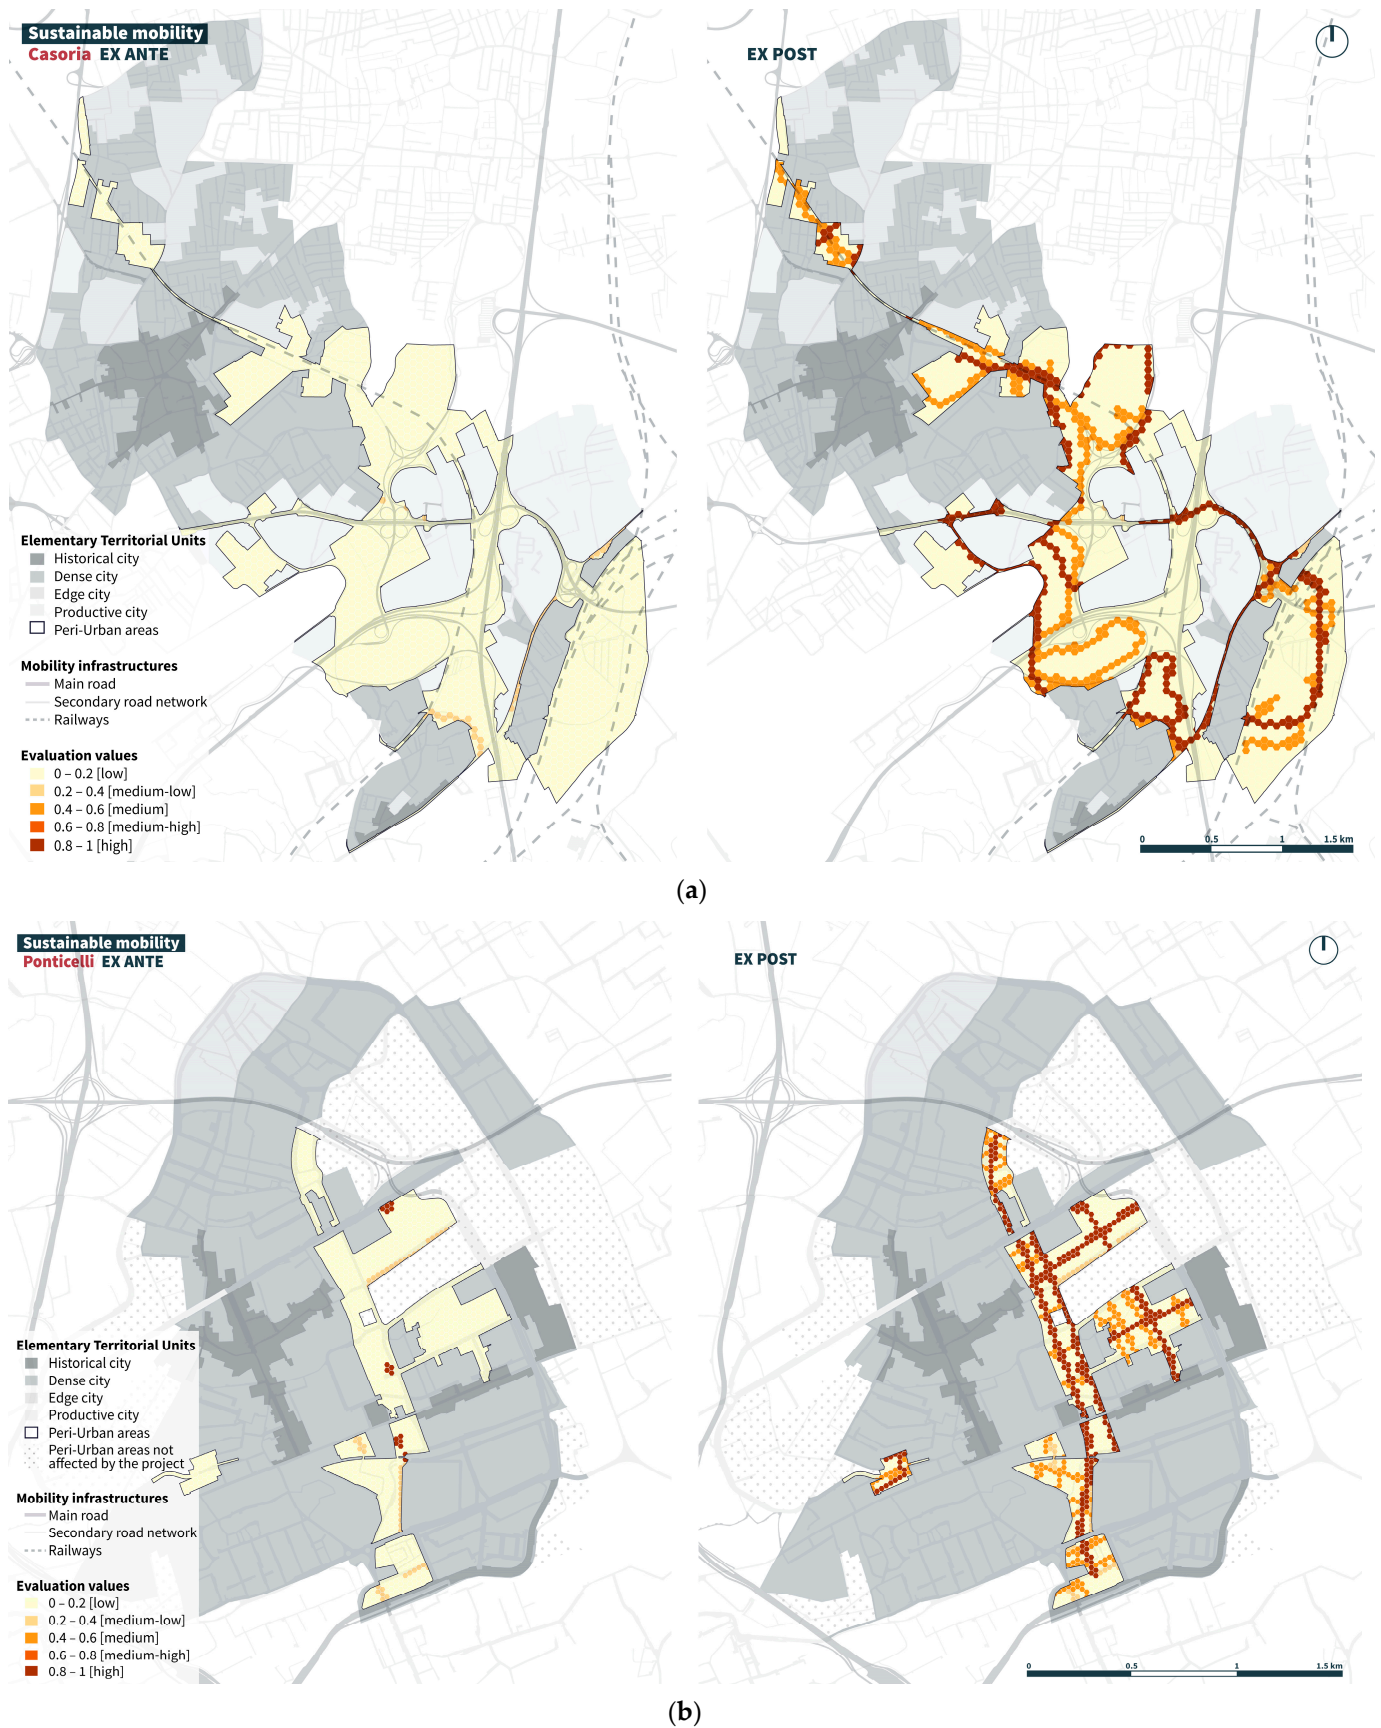 Sustainable mobility
Casoria EX ANTE
EX POST
Elementary Territorial Units
Historical city
Dense city
Edge city
Productive city
Peri-Urban areas
Mobility infrastructures
Main road
Secondary road network
Railways
Evaluation values
0 – 0.2 [low]
0.2 – 0.4 [medium-low]
0.4 – 0.6 [medium]
0.6 – 0.8 [medium-high]
0.8 – 1 [high]
0 0.5 1 1.5 km
(a)
Sustainable mobility
Ponticelli EX ANTE
EX POST
Elementary Territorial Units
Historical city
Dense city
Edge city
Productive city
Peri-Urban areas
Peri-Urban areas not
affected by the project
Mobility infrastructures
Main road
Secondary road network
Railways
Evaluation values
0 – 0.2 [low]
0.2 – 0.4 [medium-low]
0.4 – 0.6 [medium]
0.6 – 0.8 [medium-high]
0.8 – 1 [high]
0 0.5 1 1.5 km
(b)